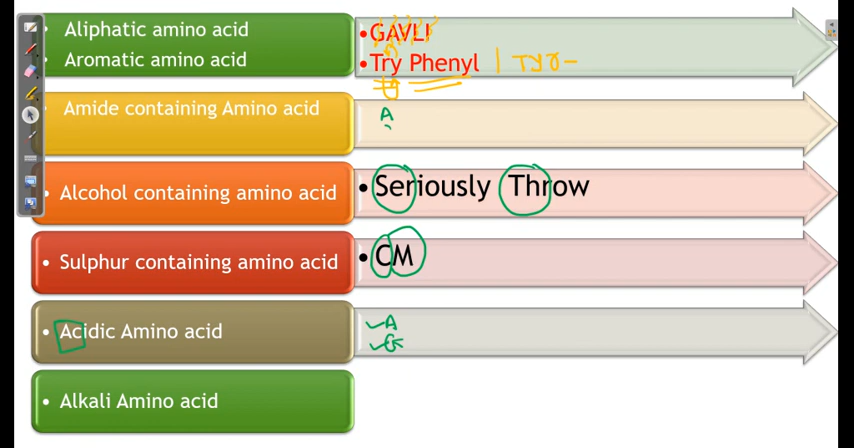 • Aliphatic amino acid
• Aromatic amino acid
• GAVLI
• Try Phenyl | TYR -
• Amide containing Amino acid
A
• Alcohol containing amino acid
• Seriously Throw
• Sulphur containing amino acid
• CM
• Acidic Amino acid
A
G
• Alkali Amino acid